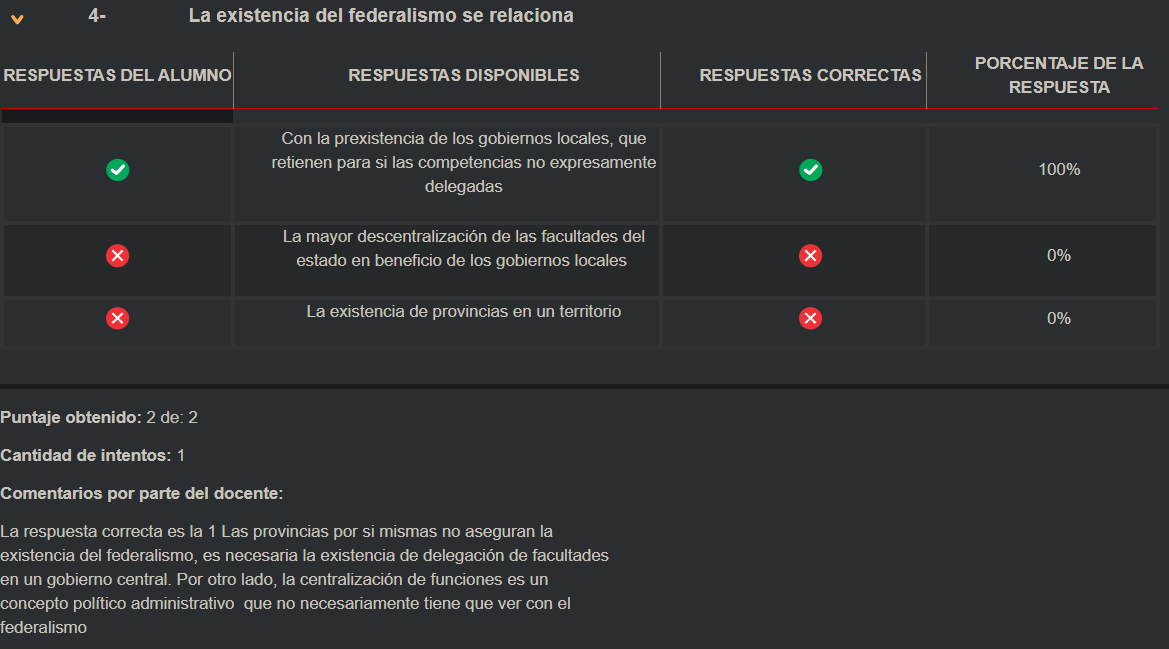 4- La existencia del federalismo se relaciona
RESPUESTAS DEL ALUMNO RESPUESTAS DISPONIBLES RESPUESTAS CORRECTAS PORCENTAJE DE LA
RESPUESTA
Con la prexistencia de los gobiernos locales, que
retienen para si las competencias no expresamente
delegadas
100%
La mayor descentralización de las facultades del
estado en beneficio de los gobiernos locales
0%
La existencia de provincias en un territorio
0%
Puntaje obtenido: 2 de: 2
Cantidad de intentos: 1
Comentarios por parte del docente:
La respuesta correcta es la 1 Las provincias por si mismas no aseguran la
existencia del federalismo, es necesaria la existencia de delegación de facultades
en un gobierno central. Por otro lado, la centralización de funciones es un
concepto político administrativo  que no necesariamente tiene que ver con el
federalismo